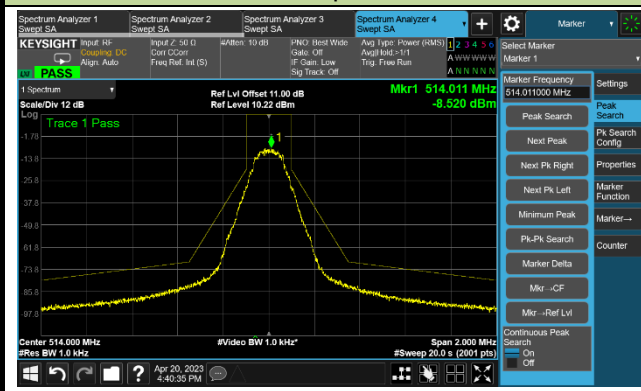 Spectrum Analyzer 1
Swept SA
Spectrum Analyzer 2
Swept SA
Spectrum Analyzer 3
Swept SA
Spectrum Analyzer 4
Swept SA
Marker
KEYSIGHT
Input: RF
Coupling: DC
Align: Auto
Input Z: 50 Ω
Corr CCorr
Freq Ref: Int (S)
#Atten: 10 dB
PNO: Best Wide
Gate: Off
IF Gain: Low
Sig Track: Off
Avg Type: Power (RMS)
Avg|Hold:>1/1
Trig: Free Run
1 2 3 4 5 6
A W W W W W
A N N N N N
PASS
Select Marker
Marker 1
1 Spectrum
Scale/Div 12 dB
Ref Lvl Offset 11.00 dB
Ref Level 10.22 dBm
Mkr1 514.011 MHz
-8.520 dBm
Log
Trace 1 Pass
1
-1.78
-13.8
-25.8
-37.8
-49.8
-61.8
-73.8
-85.8
-97.8
Center 514.000 MHz
#Res BW 1.0 kHz
#Video BW 1.0 kHz*
Span 2.000 MHz
#Sweep 20.0 s (2001 pts)
Marker Frequency
514.011000 MHz
Peak Search
Next Peak
Next Pk Right
Next Pk Left
Minimum Peak
Pk-Pk Search
Marker Delta
Mkr→CF
Mkr→Ref Lvl
Continuous Peak
Search
On
Off
Settings
Peak
Search
Pk Search
Config
Properties
Marker
Function
Marker→
Counter
Apr 20, 2023
4:40:35 PM